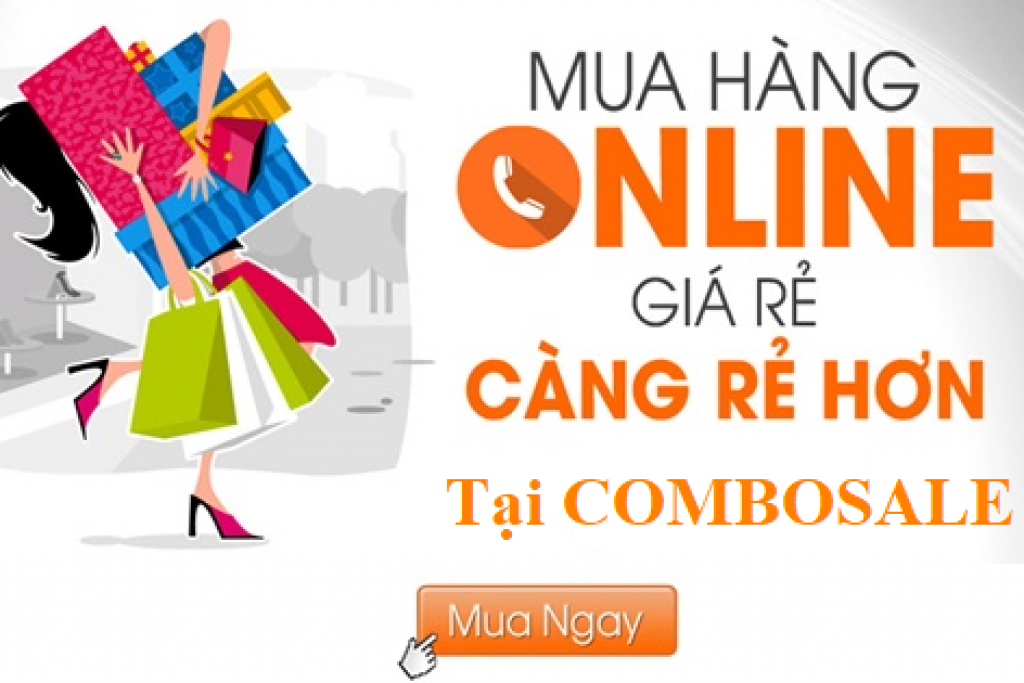 MUA HÀNG
ONLINE
GIÁ RẺ
CÀNG RẺ HƠN
Tại COMBOSALE
Mua Ngay